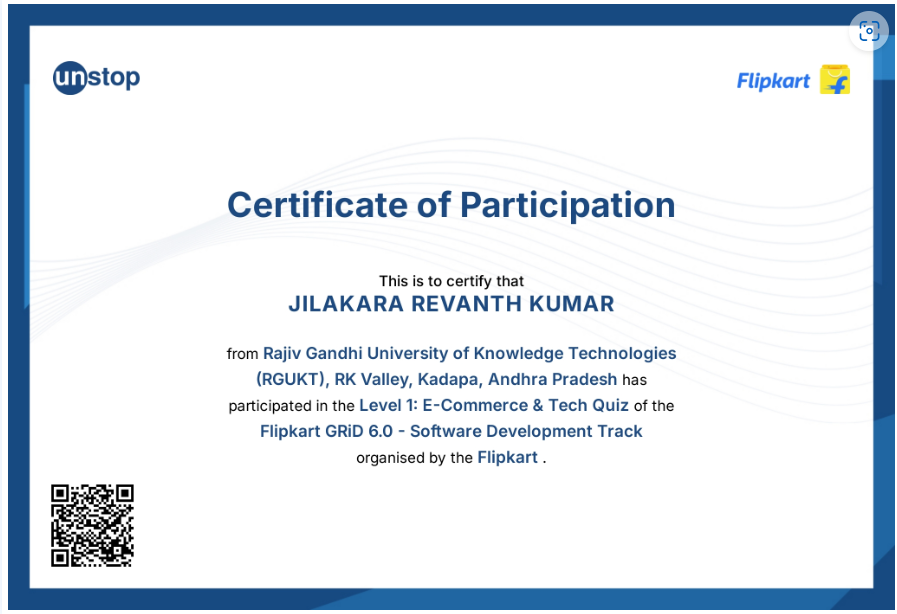 unstop
Flipkart
Certificate of Participation
This is to certify that
JILAKARA REVANTH KUMAR
from Rajiv Gandhi University of Knowledge Technologies
(RGUKT), RK Valley, Kadapa, Andhra Pradesh has
participated in the Level 1: E-Commerce & Tech Quiz of the
Flipkart GRiD 6.0 - Software Development Track
organised by the Flipkart .